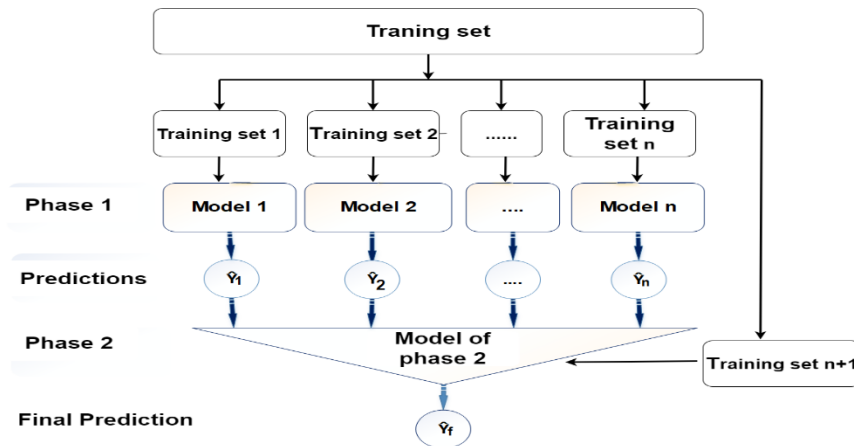 Traning set
Training set 1
Training set 2
......
Training
set n
Phase 1
Model 1
Model 2
....
Model n
Predictions
Ŷ1
Ŷ2
....
Ŷn
Phase 2
Model of
phase 2
Training set n+1
Final Prediction
Ŷf